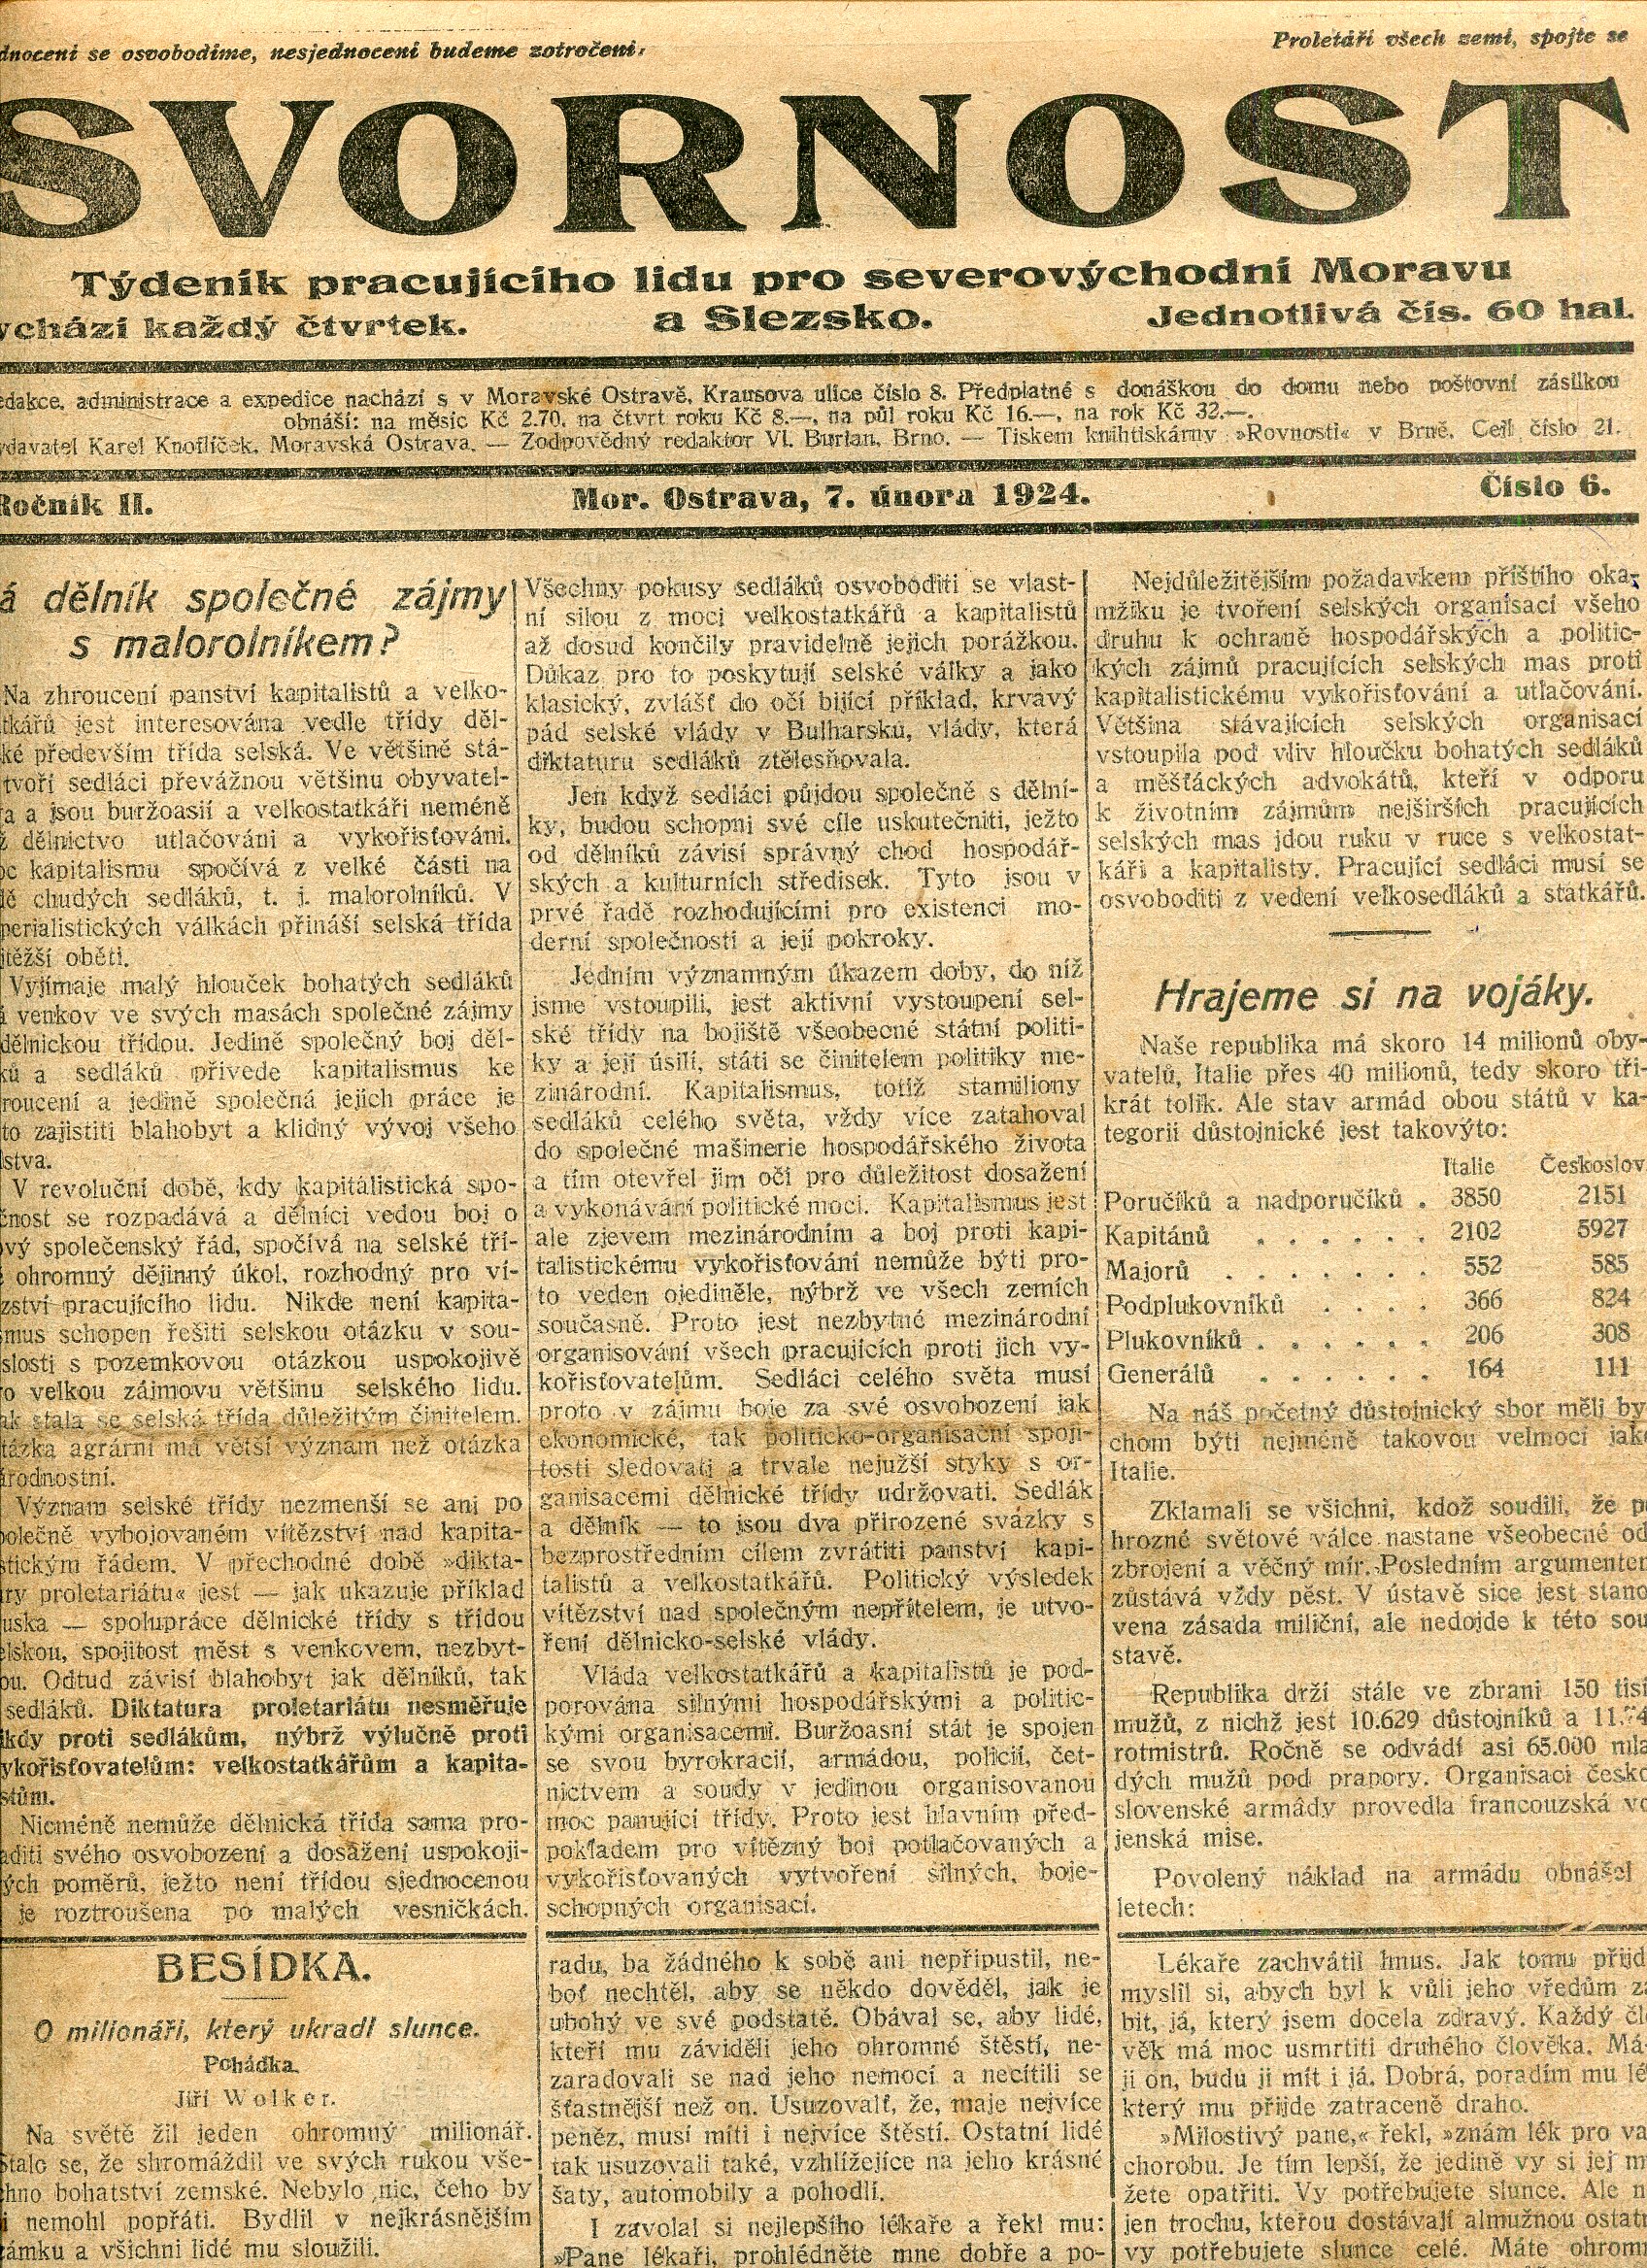 se osvobodíme, nesjednoceni budeme zotročeni.
Proletáři všech zemí, spojte se
SVORNOST
Týdeník pracujícího lidu pro severovýchodní Moravu
každý čtvrtek.
a Slezsko.
Jednotlivá čís. 60 hal.
administrace a expedice nachází s v Moravské Ostravě, Krausova ulice číslo 8. Předplatné s donáškou do domu nebo poštovní zásilkou
obnáší: na měsíc Kč 2.70, na čtvrt roku Kč 8.—, na půl roku Kč 16.—, na rok Kč 32.—.
Karel Knoflíček, Moravská Ostrava. — Zodpovědný redaktor Vl. Burian, Brno. — Tiskem knihtiskárny »Rovnosti« v Brně, Cejl číslo 21.
Ročník II.
Mor. Ostrava, 7. února 1924.
Číslo 6.
á dělník společné zájmy
s malorolníkem?
Na zhroucení panství kapitalistů a velko-
tkářů jest interesována vedle třídy děl-
ké především třída selská. Ve většině stá-
tvoří sedláci převážnou většinu obyvatel-
a a jsou buržoasií a velkostatkáři neméně
ž dělnictvo utlačováni a vykořisťováni.
oc kapitalismu spočívá z velké části na
dě chudých sedláků, t. j. malorolníků. V
perialistických válkách přináší selská třída
jtěžší oběti.
Vyjímaje malý hlouček bohatých sedláků
á venkov ve svých masách společné zájmy
dělnickou třídou. Jedině společný boj děl-
ků a sedláků přivede kapitalismus ke
roucení a jedině společná jejich práce je
to zajistiti blahobyt a klidný vývoj všeho
stva.
V revoluční době, kdy kapitálistická spo-
čnost se rozpadává a dělníci vedou boj o
vý společenský řád, spočívá na selské tří-
ohromný dějinný úkol, rozhodný pro ví-
zství pracujícího lidu. Nikde není kapita-
mus schopen řešiti selskou otázku v sou-
slosti s pozemkovou otázkou uspokojivě
o velkou zájmovu většinu selského lidu.
ak stala se selská třída důležitým činitelem.
tázka agrární má větší význam než otázka
árodnostní.
Význam selské třídy nezmenší se ani po
olečně vybojovaném vítězství nad kapita-
stickým řádem. V přechodné době »dikta-
ry proletariátu« jest — jak ukazuje příklad
uska — spolupráce dělnické třídy s třídou
elskou, spojitost měst s venkovem, nezbyt-
ou. Odtud závisí blahobyt jak dělníků, tak
sedláků. Diktatura proletariátu nesměřuje
kdy proti sedlákům, nýbrž výlučně proti
ykořisťovatelům: velkostatkářům a kapita-
stům.
Nicméně nemůže dělnická třída sama pro-
diti svého osvobození a dosažení uspokoji-
ých poměrů, ježto není třídou sjednocenou
je roztroušena po malých vesničkách.
Všechny pokusy sedláků osvoboditi se vlast-
ní silou z moci velkostatkářů a kapitalistů
až dosud končily pravidelně jejich porážkou.
Důkaz pro to poskytují selské války a jako
klasický, zvlášť do očí bijící příklad, krvavý
pád selské vlády v Bulharsku, vlády, která
diktaturu sedláků ztělesňovala.
Jen když sedláci půjdou společně s dělní-
ky, budou schopni své cíle uskutečniti, ježto
od dělníků závisí správný chod hospodář-
ských a kulturních středisek. Tyto jsou v
prvé řadě rozhodujícími pro existenci mo-
derní společnosti a její pokroky.
Jedním významným úkazem doby, do níž
jsme vstoupili, jest aktivní vystoupení sel-
ské třídy na bojiště všeobecné státní politi-
ky a její úsilí, státi se činitelem politiky me-
zinárodní. Kapitalismus, totiž stamiliony
sedláků celého světa, vždy více zatahoval
do společné mašinerie hospodářského života
a tím otevřel jim oči pro důležitost dosažení
a vykonávání politické moci. Kapitalismus jest
ale zjevem mezinárodním a boj proti kapi-
talistickému vykořisťování nemůže býti pro-
to veden ojediněle, nýbrž ve všech zemích
současně. Proto jest nezbytné mezinárodní
organisování všech pracujících proti jich vy-
kořisťovatelům. Sedláci celého světa musí
proto v zájmu boje za své osvobození jak
ekonomické, tak politicko-organisační spoji-
tosti sledovati a trvale nejužší styky s or-
ganisacemi dělnické třídy udržovati. Sedlák
a dělník — to jsou dva přirozené svazky s
bezprostředním cílem zvrátiti panství kapi-
talistů a velkostatkářů. Politický výsledek
vítězství nad společným nepřítelem, je utvo-
ření dělnicko-selské vlády.
Vláda velkostatkářů a kapitalistů je pod-
porována silnými hospodářskými a politic-
kými organisacemi. Buržoasní stát je spojen
se svou byrokracií, armádou, policií, čet-
nictvem a soudy v jedinou organisovanou
moc panující třídy. Proto jest hlavním před-
pokladem pro vítězný boj potlačovaných a
vykořisťovaných vytvoření silných, boje-
schopných organisací.
Nejdůležitějším požadavkem příštího oka-
mžiku je tvoření selských organisací všeho
druhu k ochraně hospodářských a politic-
kých zájmů pracujících selských mas proti
kapitalistickému vykořisťování a utlačování.
Většina stávajících selských organisací
vstoupila pod vliv hloučku bohatých sedláků
a měšťáckých advokátů, kteří v odporu
k životním zájmům nejširších pracujících
selských mas jdou ruku v ruce s velkostat-
káři a kapitalisty. Pracující sedláci musí se
osvoboditi z vedení velkosedláků a statkářů.
Hrajeme si na vojáky.
Naše republika má skoro 14 milionů oby-
vatelů, Italie přes 40 milionů, tedy skoro tři-
krát tolik. Ale stav armád obou států v ka-
tegorii důstojnické jest takovýto:
Italie Českoslov
Poručíků a nadporučíků . 3850 2151
Kapitánů . . . . . . 2102 5927
Majorů . . . . . . . 552 585
Podplukovníků . . . . 366 824
Plukovníků . . . . . . 206 308
Generálů . . . . . . 164 111
Na náš početný důstojnický sbor měli by-
chom býti nejméně takovou velmocí jako
Italie.
Zklamali se všichni, kdož soudili, že p
hrozné světové válce nastane všeobecné od
zbrojení a věčný mír. Posledním argumentem
zůstává vždy pěst. V ústavě sice jest stano
vena zásada miliční, ale nedojde k této sou
stavě.
Republika drží stále ve zbrani 150 tisí
mužů, z nichž jest 10.629 důstojníků a
rotmistrů. Ročně se odvádí asi 65.000 mla
dých mužů pod prapory. Organisaci česko
slovenské armády provedla francouzská vo
jenská mise.
Povolený náklad na armádu obnášel
letech:
BESÍDKA.
O milionáři, který ukradl slunce.
Pohádka.
Jiří Wolker.
Na světě žil jeden ohromný milionář.
Stalo se, že shromáždil ve svých rukou vše-
chno bohatství zemské. Nebylo nic, čeho by
i nemohl popřáti. Bydlil v nejkrásnějším
ámku a všichni lidé mu sloužili.
radu, ba žádného k sobě ani nepřipustil, ne-
boť nechtěl, aby se někdo dověděl, jak je
ubohý ve své podstatě. Obával se, aby lidé,
kteří mu záviděli jeho ohromné štěstí, ne-
zaradovali se nad jeho nemocí a necítili se
šťastnější než on. Usuzovalť, že, maje nejvíce
peněz, musí míti i nejvíce štěstí. Ostatní lidé
tak usuzovali také, vzhlížejíce na jeho krásné
šaty, automobily a pohodlí.
I zavolal si nejlepšího lékaře a řekl mu:
»Pane lékaři, prohlédněte mne dobře a po-
Lékaře zachvátil hnus. Jak tomu přijd
myslil si, abych byl k vůli jeho vředům za
bit, já, který jsem docela zdravý. Každý člo
věk má moc usmrtiti druhého člověka. Má-
ji on, budu ji mít i já. Dobrá, poradím mu lé
který mu přijde zatraceně draho.
»Milostivý pane,« řekl, »znám lék pro va
chorobu. Je tím lepší, že jedině vy si jej m
žete opatřiti. Vy potřebujete slunce. Ale n
jen trochu, kterou dostávají almužnou ostatn
vy potřebujete slunce celé. Máte ohrom